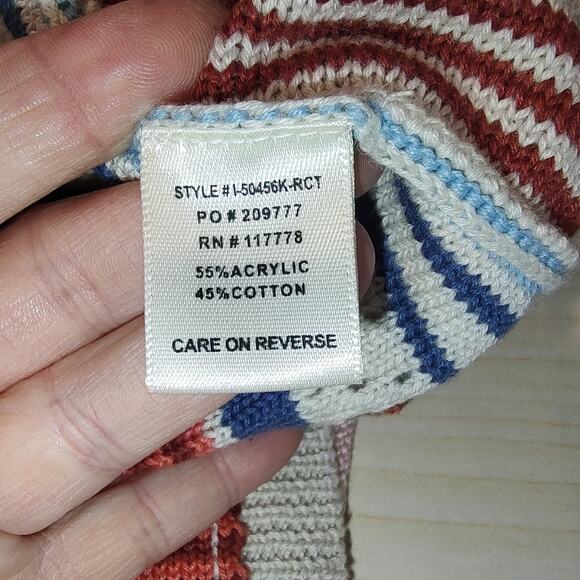 STYLE # I-50456K-RCT
PO # 209777
RN # 117778
55%ACRYLIC
45%COTTON
CARE ON REVERSE